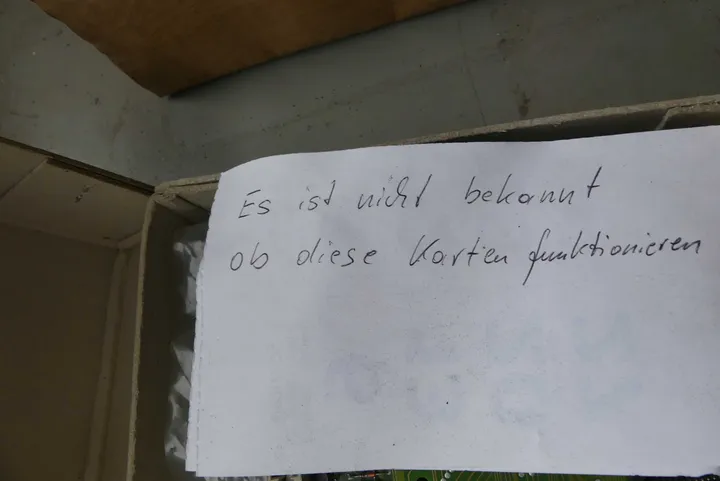 Es ist nicht bekannt
ob diese Karten funktionieren